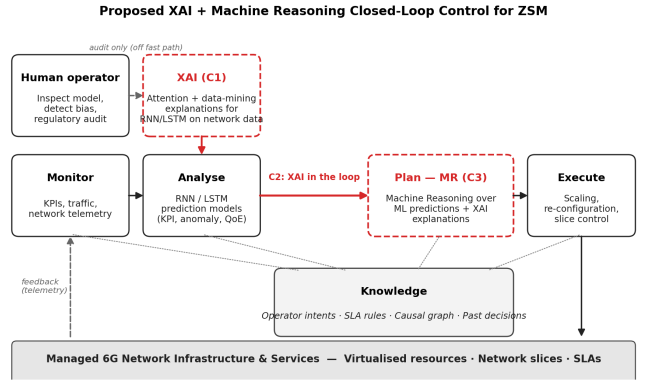 Proposed XAI + Machine Reasoning Closed-Loop Control for ZSM
audit only (off fast path)
Human operator
Inspect model,
detect bias,
regulatory audit
XAI (C1)
Attention + data-mining
explanations for
RNN/LSTM on network data
Monitor
KPIs, traffic,
network telemetry
Analyse
RNN / LSTM
prediction models
(KPI, anomaly, QoE)
C2: XAI in the loop
Plan — MR (C3)
Machine Reasoning over
ML predictions + XAI
explanations
Execute
Scaling,
re-configuration,
slice control
feedback
(telemetry)
Knowledge
Operator intents · SLA rules · Causal graph · Past decisions
Managed 6G Network Infrastructure & Services — Virtualised resources · Network slices · SLAs